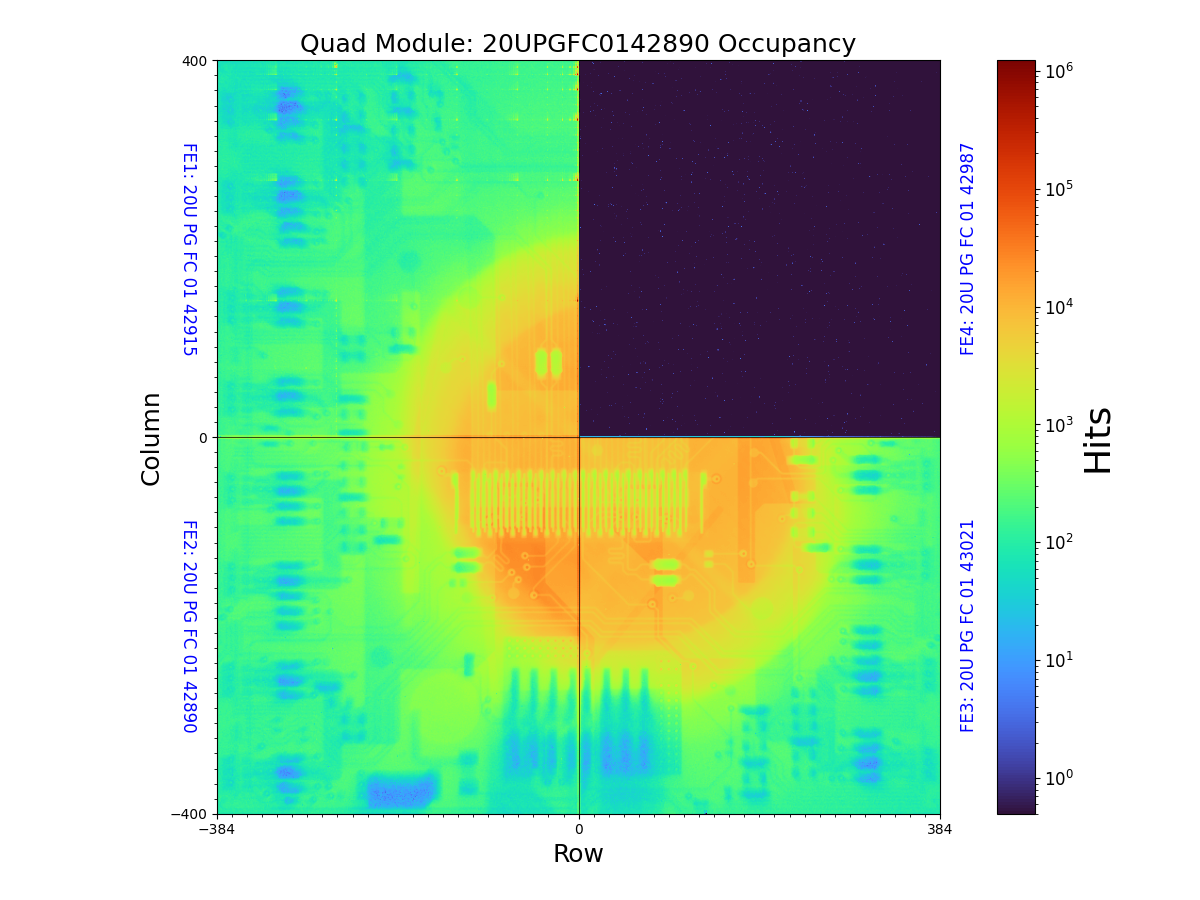 Quad Module: 20UPGFC0142890 Occupancy
400
0
−400
−384
0
384
Row
Column
FE1: 20U PG FC 01 42915
FE2: 20U PG FC 01 42890
FE4: 20U PG FC 01 42987
FE3: 20U PG FC 01 43021
10^6
10^5
10^4
10^3
10^2
10^1
10^0
Hits